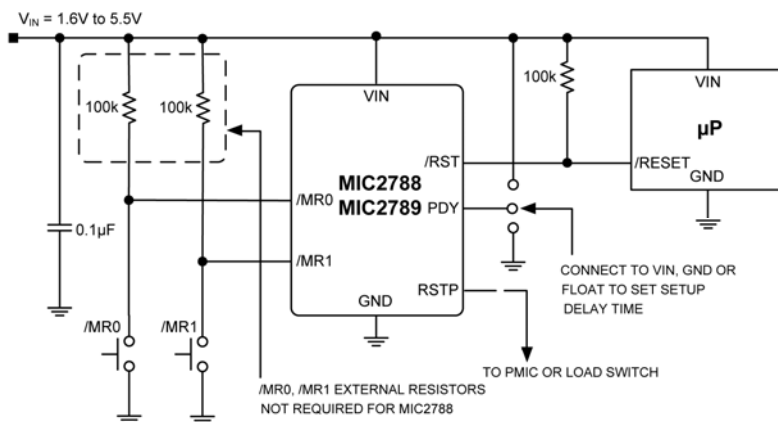 VIN = 1.6V to 5.5V
100k
100k
100k
VIN
VIN
µP
/RST
/RESET
MIC2788
GND
/MR0
MIC2789
PDY
0.1µF
/MR1
CONNECT TO VIN, GND OR
FLOAT TO SET SETUP
DELAY TIME
RSTP
GND
/MR0
/MR1
TO PMIC OR LOAD SWITCH
/MR0, /MR1 EXTERNAL RESISTORS
NOT REQUIRED FOR MIC2788